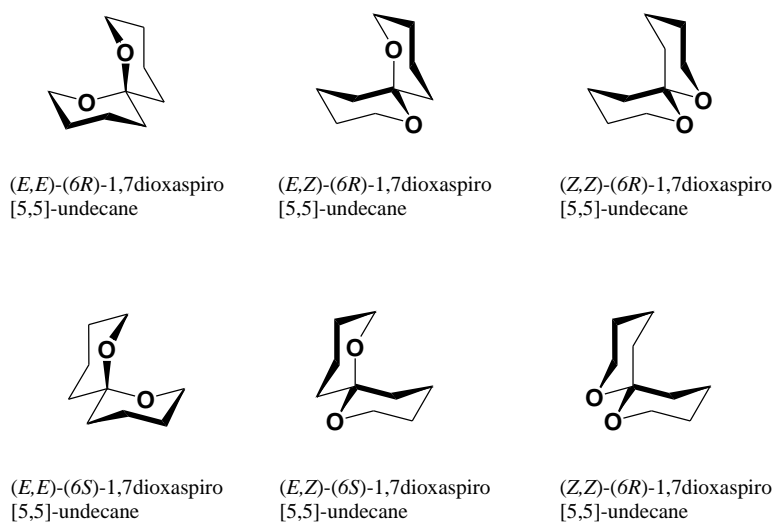 O
O
O
O
O
O
(E,E)-(6R)-1,7dioxaspiro
[5,5]-undecane
(E,Z)-(6R)-1,7dioxaspiro
[5,5]-undecane
(Z,Z)-(6R)-1,7dioxaspiro
[5,5]-undecane
O
O
O
O
O
O
(E,E)-(6S)-1,7dioxaspiro
[5,5]-undecane
(E,Z)-(6S)-1,7dioxaspiro
[5,5]-undecane
(Z,Z)-(6R)-1,7dioxaspiro
[5,5]-undecane